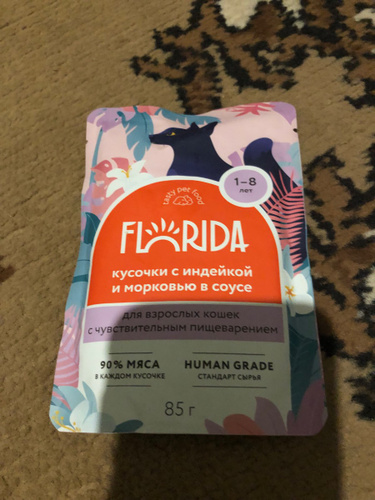 1–8
лет
tasty pet food
FLORIDA
кусочки с индейкой
и морковью в соусе
для взрослых кошек
с чувствительным пищеварением
90% МЯСА
В КАЖДОМ КУСОЧКЕ
HUMAN GRADE
СТАНДАРТ СЫРЬЯ
85 г